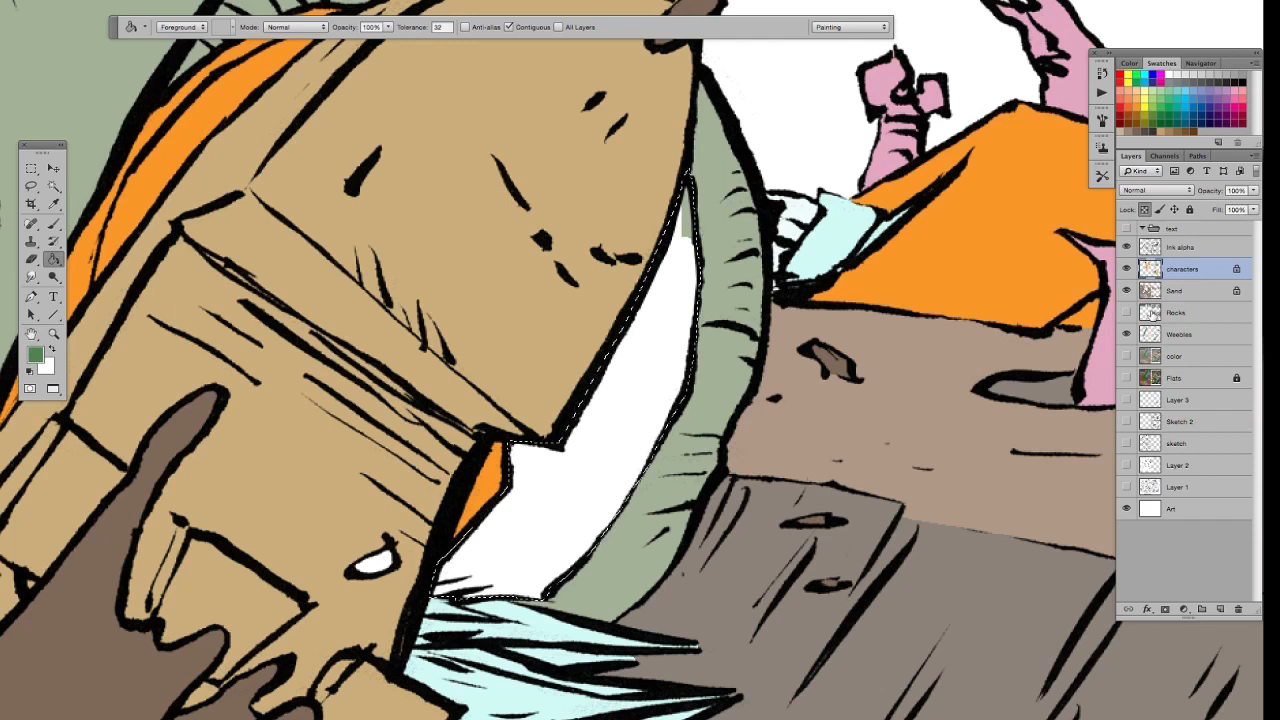 Foreground Mode: Normal Opacity: 100% Tolerance: 32 Anti-alias Contiguous All Layers Painting
Color Swatches Navigator
Layers Channels Paths
Kind
Normal Opacity: 100%
Lock: Fill: 100%
text
Ink alpha
characters
Sand
Rocks
Weebles
color
Flats
Layer 3
Sketch 2
sketch
Layer 2
Layer 1
Art